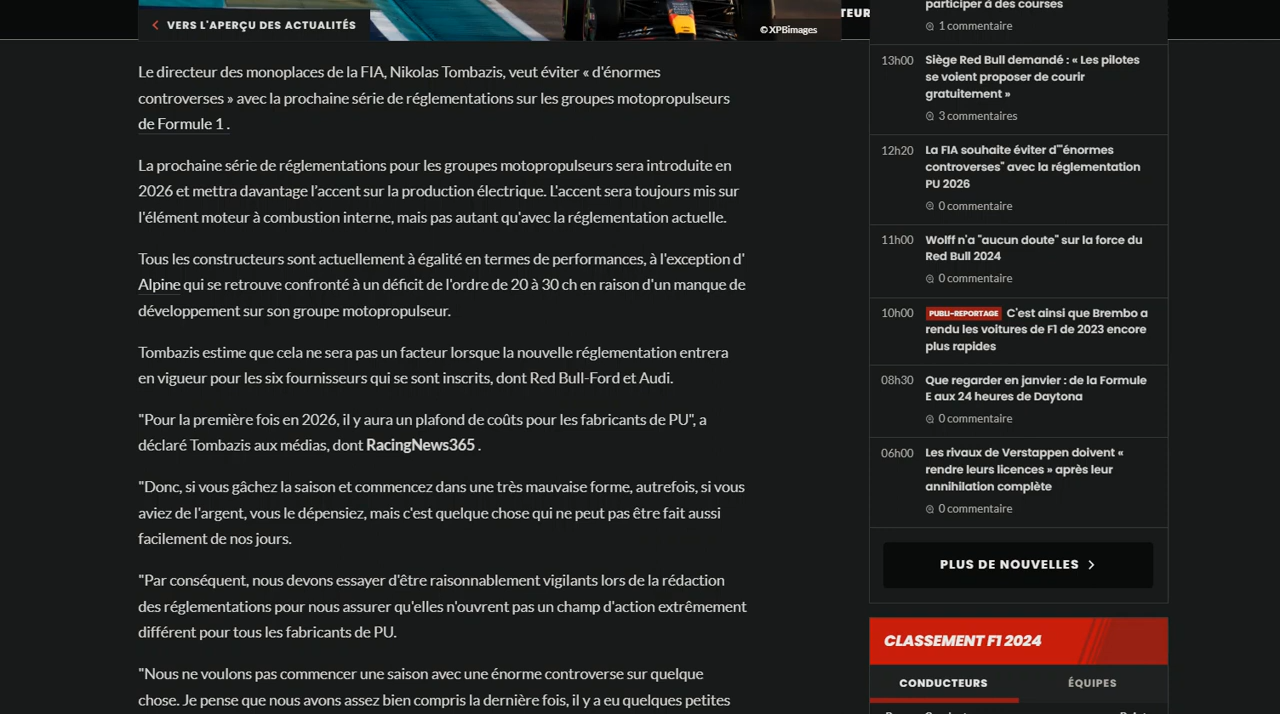 VERS L'APERÇU DES ACTUALITÉS
© XPBimages
TEUR
Le directeur des monoplaces de la FIA, Nikolas Tombazis, veut éviter « d'énormes
controverses » avec la prochaine série de réglementations sur les groupes motopropulseurs
de Formule 1 .
La prochaine série de réglementations pour les groupes motopropulseurs sera introduite en
2026 et mettra davantage l'accent sur la production électrique. L'accent sera toujours mis sur
l'élément moteur à combustion interne, mais pas autant qu'avec la réglementation actuelle.
Tous les constructeurs sont actuellement à égalité en termes de performances, à l'exception d'
Alpine qui se retrouve confronté à un déficit de l'ordre de 20 à 30 ch en raison d'un manque de
développement sur son groupe motopropulseur.
Tombazis estime que cela ne sera pas un facteur lorsque la nouvelle réglementation entrera
en vigueur pour les six fournisseurs qui se sont inscrits, dont Red Bull-Ford et Audi.
"Pour la première fois en 2026, il y aura un plafond de coûts pour les fabricants de PU", a
déclaré Tombazis aux médias, dont RacingNews365 .
"Donc, si vous gâchez la saison et commencez dans une très mauvaise forme, autrefois, si vous
aviez de l'argent, vous le dépensiez, mais c'est quelque chose qui ne peut pas être fait aussi
facilement de nos jours.
"Par conséquent, nous devons essayer d'être raisonnablement vigilants lors de la rédaction
des réglementations pour nous assurer qu'elles n'ouvrent pas un champ d'action extrêmement
différent pour tous les fabricants de PU.
"Nous ne voulons pas commencer une saison avec une énorme controverse sur quelque
chose. Je pense que nous avons assez bien compris la dernière fois, il y a eu quelques petites
participer à des courses
1 commentaire
13h00
Siège Red Bull demandé : « Les pilotes
se voient proposer de courir
gratuitement »
3 commentaires
12h20
La FIA souhaite éviter d'"énormes
controverses" avec la réglementation
PU 2026
0 commentaire
11h00
Wolff n'a "aucun doute" sur la force du
Red Bull 2024
0 commentaire
10h00
PUBLI-REPORTAGE C'est ainsi que Brembo a
rendu les voitures de F1 de 2023 encore
plus rapides
08h30
Que regarder en janvier : de la Formule
E aux 24 heures de Daytona
0 commentaire
06h00
Les rivaux de Verstappen doivent «
rendre leurs licences » après leur
annihilation complète
0 commentaire
PLUS DE NOUVELLES
CLASSEMENT F1 2024
CONDUCTEURS
ÉQUIPES